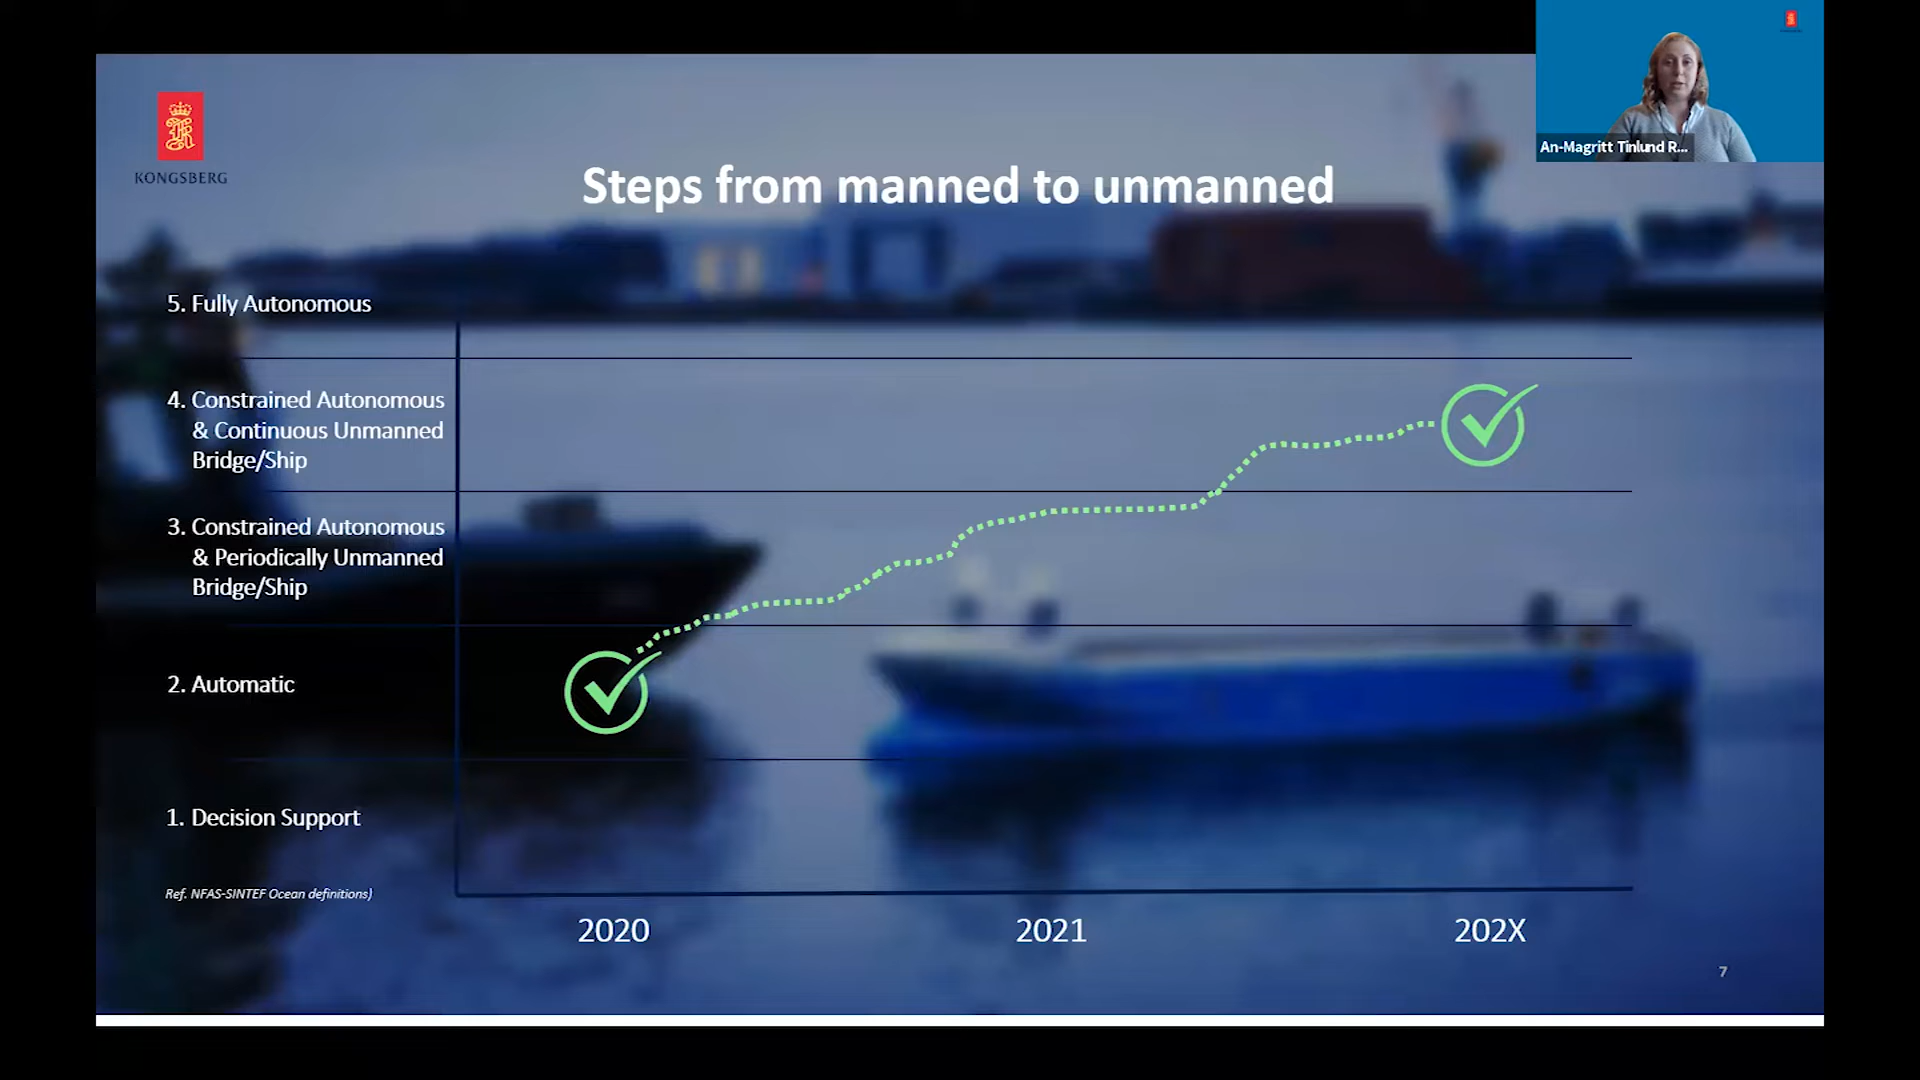 An-Magritt Tinlund R...
KONGSBERG
Steps from manned to unmanned
5. Fully Autonomous
4. Constrained Autonomous
& Continuous Unmanned
Bridge/Ship
3. Constrained Autonomous
& Periodically Unmanned
Bridge/Ship
2. Automatic
1. Decision Support
Ref. NFAS-SINTEF Ocean definitions)
2020
2021
202X
7